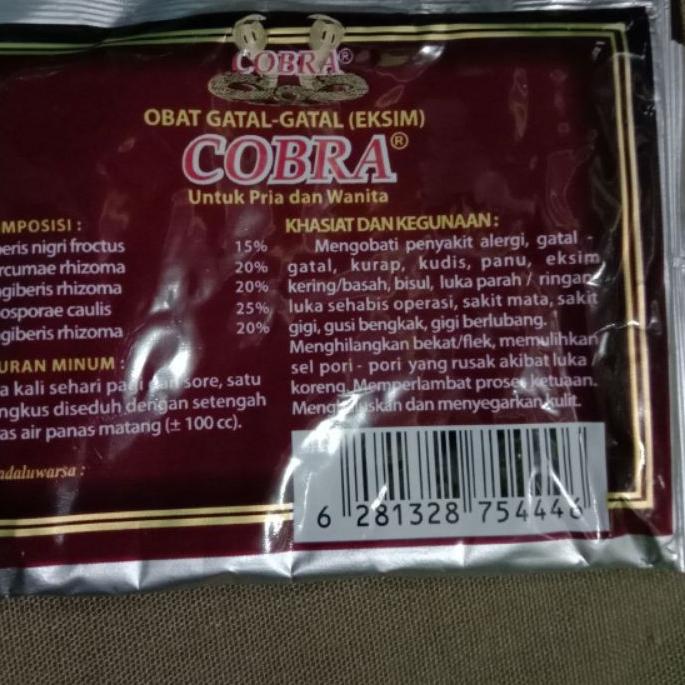 COBRA®
OBAT GATAL-GATAL (EKSIM)
COBRA®
Untuk Pria dan Wanita
MPOSISI :
eris nigri froctus 15%
rcumae rhizoma 20%
giberis rhizoma 20%
osporae caulis 25%
giberis rhizoma 20%
URAN MINUM :
a kali sehari pagi dan sore, satu
ngkus diseduh dengan setengah
as air panas matang (± 100 cc).
daluwarsa :
KHASIAT DAN KEGUNAAN :
Mengobati penyakit alergi, gatal -
gatal, kurap, kudis, panu, eksim
kering/basah, bisul, luka parah / ringan,
luka sehabis operasi, sakit mata, sakit
gigi, gusi bengkak, gigi berlubang.
Menghilangkan bekat/flek, memulihkan
sel pori - pori yang rusak akibat luka
koreng. Memperlambat proses ketuaan.
Menghaluskan dan menyegarkan kulit.
6 281328 754446